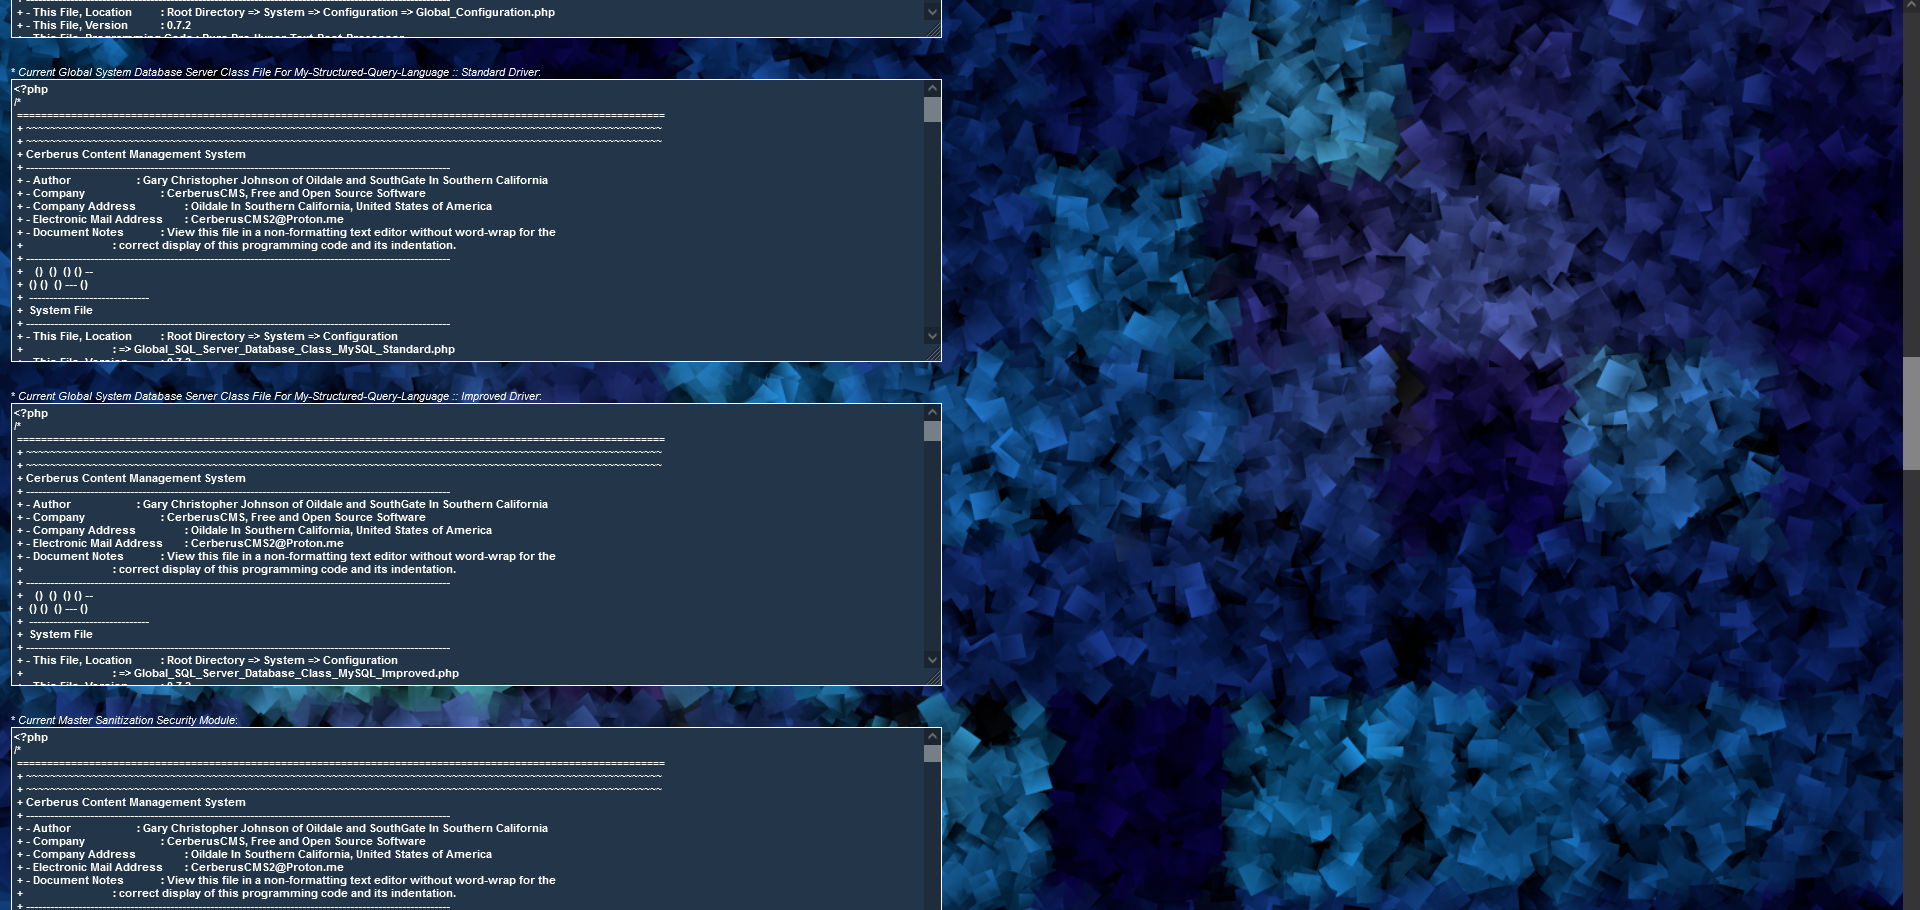 + - This File, Location : Root Directory => System => Configuration => Global_Configuration.php
+ - This File, Version : 0.7.2
* Current Global System Database Server Class File For My-Structured-Query-Language :: Standard Driver:
<?php
/*
============================================================================================================
+ ~~~~~~~~~~~~~~~~~~~~~~~~~~~~~~~~~~~~~~~~~~~~~~~~~~~~~~~~~~~~~~~~~~~~~~~~~~~~~~~~~~~~~~~~~~~~~~~~~~~~~~~~~~
+ ~~~~~~~~~~~~~~~~~~~~~~~~~~~~~~~~~~~~~~~~~~~~~~~~~~~~~~~~~~~~~~~~~~~~~~~~~~~~~~~~~~~~~~~~~~~~~~~~~~~~~~~~~~
+ Cerberus Content Management System
+ ----------------------------------------------------------------------------------------------------------
+ - Author : Gary Christopher Johnson of Oildale and SouthGate In Southern California
+ - Company : CerberusCMS, Free and Open Source Software
+ - Company Address : Oildale In Southern California, United States of America
+ - Electronic Mail Address : CerberusCMS2@Proton.me
+ - Document Notes : View this file in a non-formatting text editor without word-wrap for the
+ : correct display of this programming code and its indentation.
+ ----------------------------------------------------------------------------------------------------------
+ () () () () --
+ () () () --- ()
+ ------------------------------
+ System File
+ ----------------------------------------------------------------------------------------------------------
+ - This File, Location : Root Directory => System => Configuration
+ : => Global_SQL_Server_Database_Class_MySQL_Standard.php
+ - This File, Version : 0.7.2
* Current Global System Database Server Class File For My-Structured-Query-Language :: Improved Driver:
<?php
/*
============================================================================================================
+ ~~~~~~~~~~~~~~~~~~~~~~~~~~~~~~~~~~~~~~~~~~~~~~~~~~~~~~~~~~~~~~~~~~~~~~~~~~~~~~~~~~~~~~~~~~~~~~~~~~~~~~~~~~
+ ~~~~~~~~~~~~~~~~~~~~~~~~~~~~~~~~~~~~~~~~~~~~~~~~~~~~~~~~~~~~~~~~~~~~~~~~~~~~~~~~~~~~~~~~~~~~~~~~~~~~~~~~~~
+ Cerberus Content Management System
+ ----------------------------------------------------------------------------------------------------------
+ - Author : Gary Christopher Johnson of Oildale and SouthGate In Southern California
+ - Company : CerberusCMS, Free and Open Source Software
+ - Company Address : Oildale In Southern California, United States of America
+ - Electronic Mail Address : CerberusCMS2@Proton.me
+ - Document Notes : View this file in a non-formatting text editor without word-wrap for the
+ : correct display of this programming code and its indentation.
+ ----------------------------------------------------------------------------------------------------------
+ () () () () --
+ () () () --- ()
+ ------------------------------
+ System File
+ ----------------------------------------------------------------------------------------------------------
+ - This File, Location : Root Directory => System => Configuration
+ : => Global_SQL_Server_Database_Class_MySQL_Improved.php
+ - This File, Version : 0.7.2
* Current Master Sanitization Security Module:
<?php
/*
============================================================================================================
+ ~~~~~~~~~~~~~~~~~~~~~~~~~~~~~~~~~~~~~~~~~~~~~~~~~~~~~~~~~~~~~~~~~~~~~~~~~~~~~~~~~~~~~~~~~~~~~~~~~~~~~~~~~~
+ ~~~~~~~~~~~~~~~~~~~~~~~~~~~~~~~~~~~~~~~~~~~~~~~~~~~~~~~~~~~~~~~~~~~~~~~~~~~~~~~~~~~~~~~~~~~~~~~~~~~~~~~~~~
+ Cerberus Content Management System
+ ----------------------------------------------------------------------------------------------------------
+ - Author : Gary Christopher Johnson of Oildale and SouthGate In Southern California
+ - Company : CerberusCMS, Free and Open Source Software
+ - Company Address : Oildale In Southern California, United States of America
+ - Electronic Mail Address : CerberusCMS2@Proton.me
+ - Document Notes : View this file in a non-formatting text editor without word-wrap for the
+ : correct display of this programming code and its indentation.
+ ----------------------------------------------------------------------------------------------------------